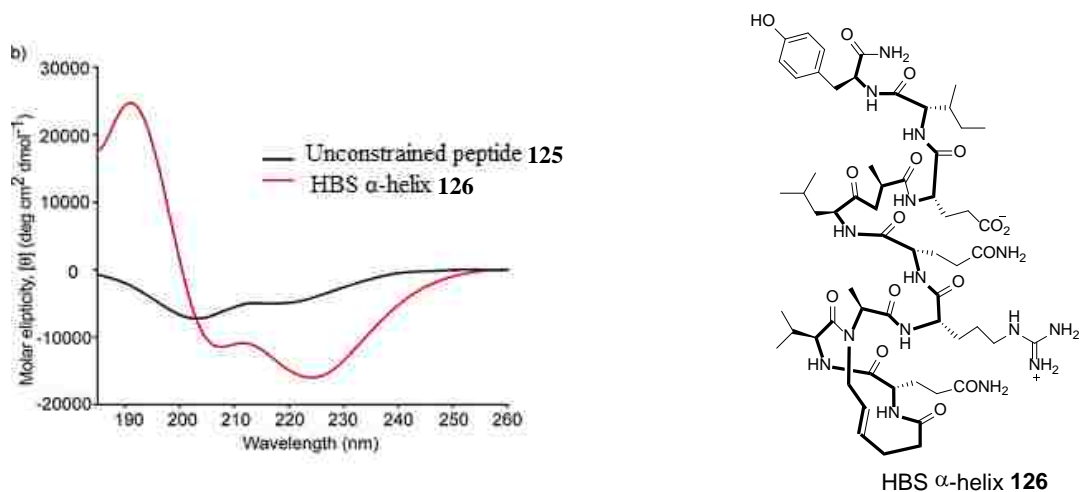 b)
30000
20000
10000
0
-10000
-20000
190 200 210 220 230 240 250 260
Wavelength (nm)
Molar elipticity, [θ] (deg cm² dmol⁻¹)
Unconstrained peptide 125
HBS α-helix 126
HO
O
NH₂
N
H
O
HN
O
O
O
HN
CO₂⁻
NH
O
CONH₂
HN
O
O
O
N
N
H
H
N
NH₂
NH₂
+
HN
O
CONH₂
HN
O
HBS α-helix 126